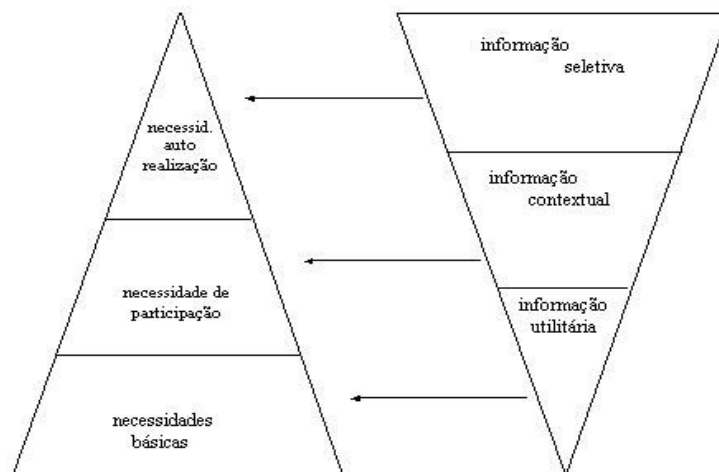 necessid.
auto
realização
necessidade de
participação
necessidades
básicas
informação
seletiva
informação
contextual
informação
utilitária